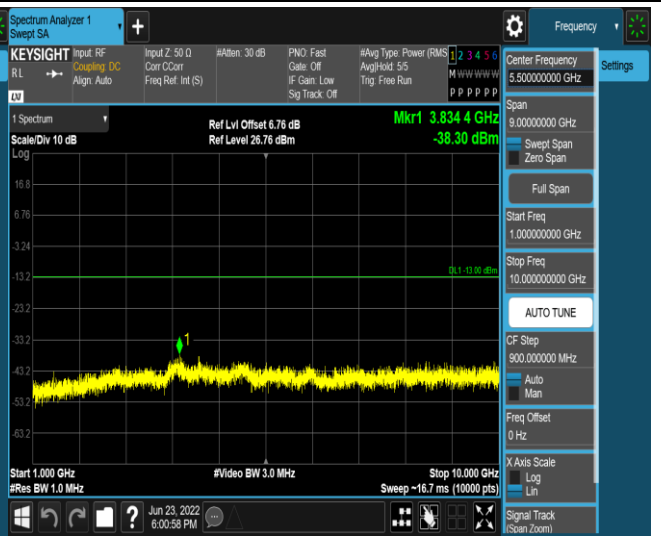 Spectrum Analyzer 1
Swept SA
+
Frequency
KEYSIGHT
RL
LXI
Input: RF
Coupling: DC
Align: Auto
Input Z: 50 Ω
Corr CCorr
Freq Ref: Int (S)
#Atten: 30 dB
PNO: Fast
Gate: Off
IF Gain: Low
Sig Track: Off
#Avg Type: Power (RMS
Avg|Hold: 5/5
Trig: Free Run
1 2 3 4 5 6
M W W W W W
P P P P P P
Settings
1 Spectrum
Scale/Div 10 dB
Log
Ref Lvl Offset 6.76 dB
Ref Level 26.76 dBm
Mkr1 3.834 4 GHz
-38.30 dBm
16.8
6.76
-3.24
-13.2
-23.2
-33.2
-43.2
-53.2
-63.2
DL1 -13.00 dBm
1
Start 1.000 GHz
#Res BW 1.0 MHz
#Video BW 3.0 MHz
Stop 10.000 GHz
Sweep ~16.7 ms (10000 pts)
Center Frequency
5.500000000 GHz
Span
9.00000000 GHz
Swept Span
Zero Span
Full Span
Start Freq
1.000000000 GHz
Stop Freq
10.000000000 GHz
AUTO TUNE
CF Step
900.000000 MHz
Auto
Man
Freq Offset
0 Hz
X Axis Scale
Log
Lin
Signal Track
(Span Zoom)
?
Jun 23, 2022
6:00:58 PM